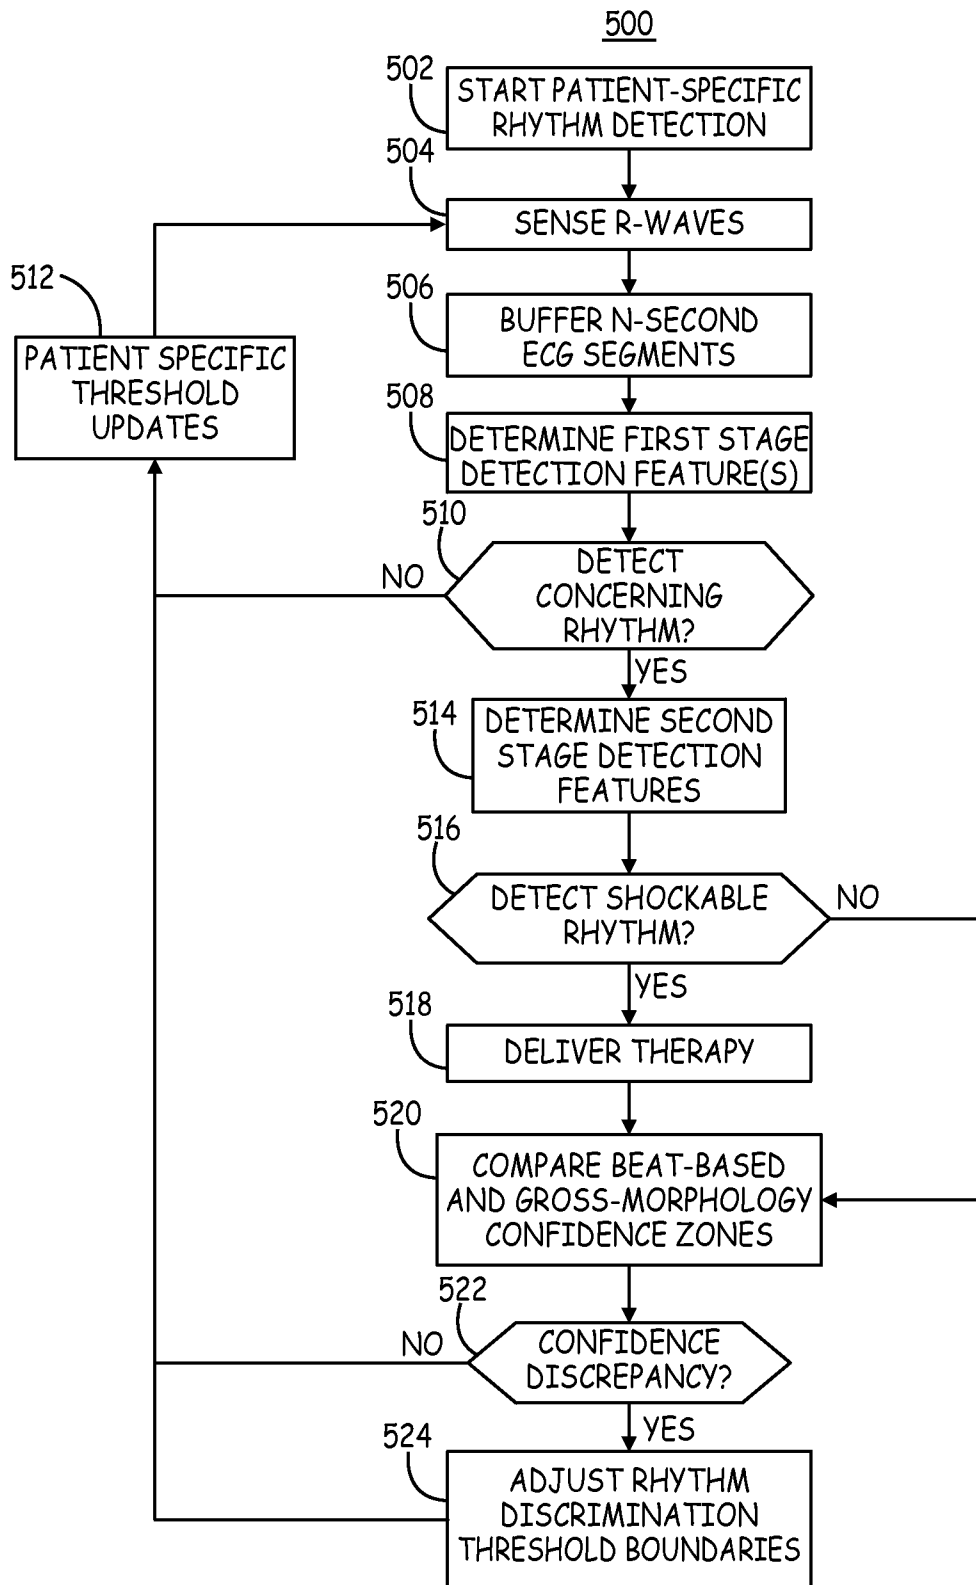 500
502
START PATIENT-SPECIFIC
RHYTHM DETECTION
504
SENSE R-WAVES
506
BUFFER N-SECOND
ECG SEGMENTS
512
PATIENT SPECIFIC
THRESHOLD
UPDATES
508
DETERMINE FIRST STAGE
DETECTION FEATURE(S)
510
DETECT
CONCERNING
RHYTHM?
NO
YES
514
DETERMINE SECOND
STAGE DETECTION
FEATURES
516
DETECT SHOCKABLE
RHYTHM?
NO
YES
518
DELIVER THERAPY
520
COMPARE BEAT-BASED
AND GROSS-MORPHOLOGY
CONFIDENCE ZONES
522
CONFIDENCE
DISCREPANCY?
NO
YES
524
ADJUST RHYTHM
DISCRIMINATION
THRESHOLD BOUNDARIES